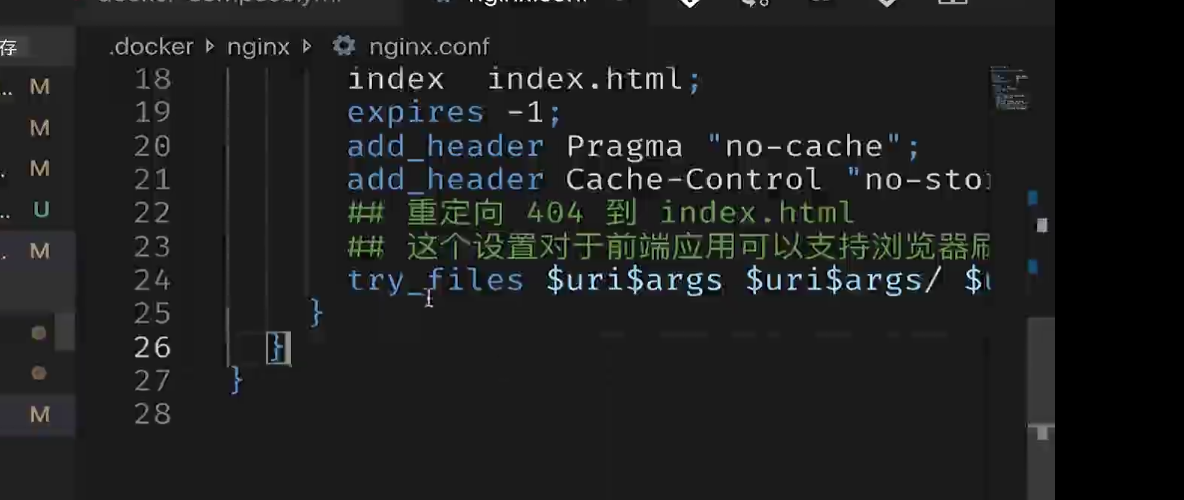 存
.docker nginx nginx.conf
M
M
M
U
M
M
18 index index.html;
19 expires -1;
20 add_header Pragma "no-cache";
21 add_header Cache-Control "no-sto
22 ## 重定向 404 到 index.html
23 ## 这个设置对于前端应用可以支持浏览器刷
24 try_files $uri$args $uri$args/ $u
25 }
26 }
27 }
28